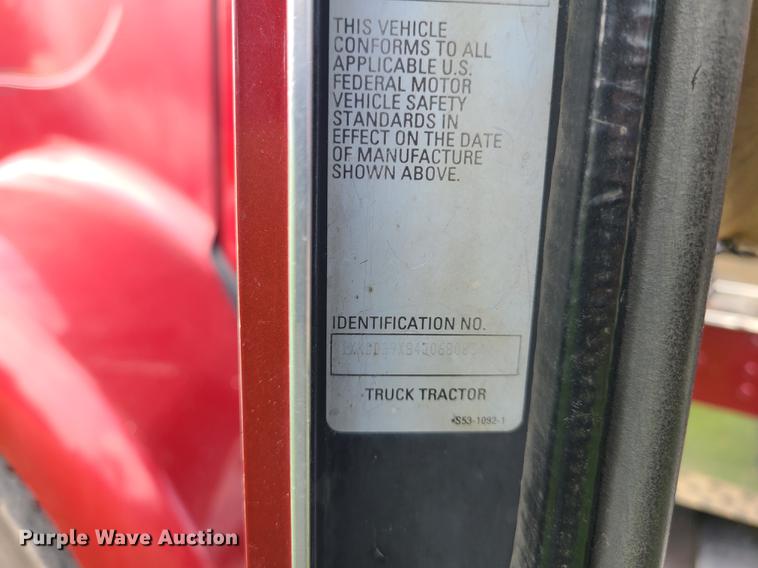 THIS VEHICLE
CONFORMS TO ALL
APPLICABLE U.S.
FEDERAL MOTOR
VEHICLE SAFETY
STANDARDS IN
EFFECT ON THE DATE
OF MANUFACTURE
SHOWN ABOVE.
IDENTIFICATION NO.
TRUCK TRACTOR
S53-1092-1
Purple Wave Auction